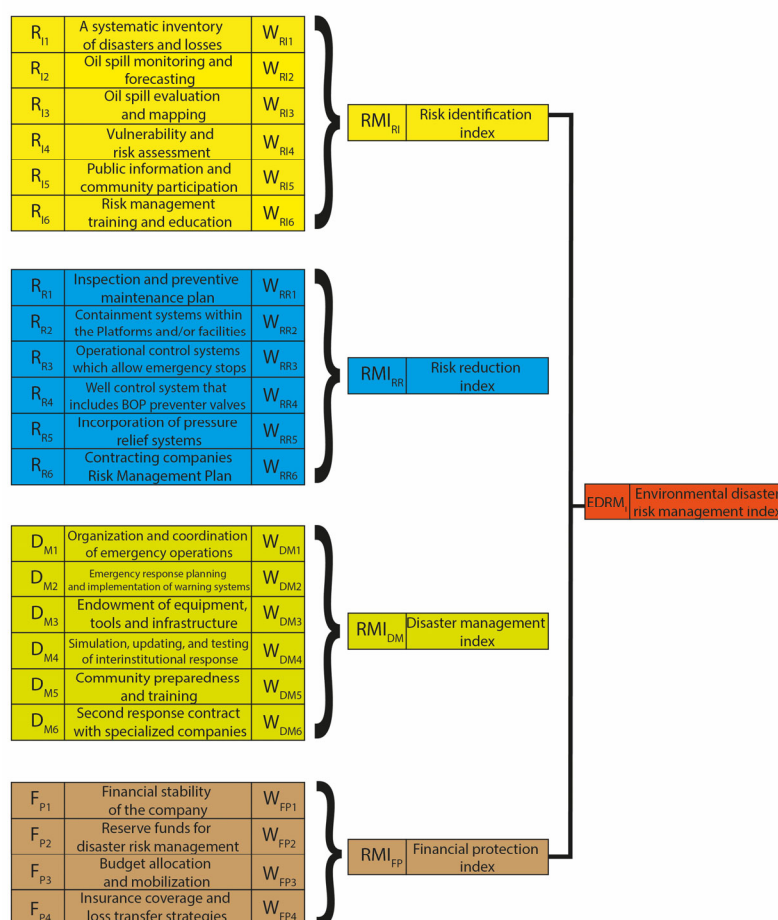 R_I1 A systematic inventory W_RI1
of disasters and losses
R_I2 Oil spill monitoring and W_RI2
forecasting
R_I3 Oil spill evaluation W_RI3
and mapping
R_I4 Vulnerability and W_RI4
risk assessment
R_I5 Public information and W_RI5
community participation
R_I6 Risk management W_RI6
training and education
RMI_RI Risk identification
index
R_R1 Inspection and preventive W_RR1
maintenance plan
R_R2 Containment systems within W_RR2
the Platforms and/or facilities
R_R3 Operational control systems W_RR3
which allow emergency stops
R_R4 Well control system that W_RR4
includes BOP preventer valves
R_R5 Incorporation of pressure W_RR5
relief systems
R_R6 Contracting companies W_RR6
Risk Management Plan
RMI_RR Risk reduction
index
EDRM_I Environmental disaster
risk management index
D_M1 Organization and coordination W_DM1
of emergency operations
D_M2 Emergency response planning W_DM2
and implementation of warning systems
D_M3 Endowment of equipment, W_DM3
tools and infrastructure
D_M4 Simulation, updating, and testing W_DM4
of interinstitutional response
D_M5 Community preparedness W_DM5
and training
D_M6 Second response contract W_DM6
with specialized companies
RMI_DM Disaster management
index
F_P1 Financial stability W_FP1
of the company
F_P2 Reserve funds for W_FP2
disaster risk management
F_P3 Budget allocation W_FP3
and mobilization
F_P4 Insurance coverage and W_FP4
loss transfer strategies
RMI_FP Financial protection
index